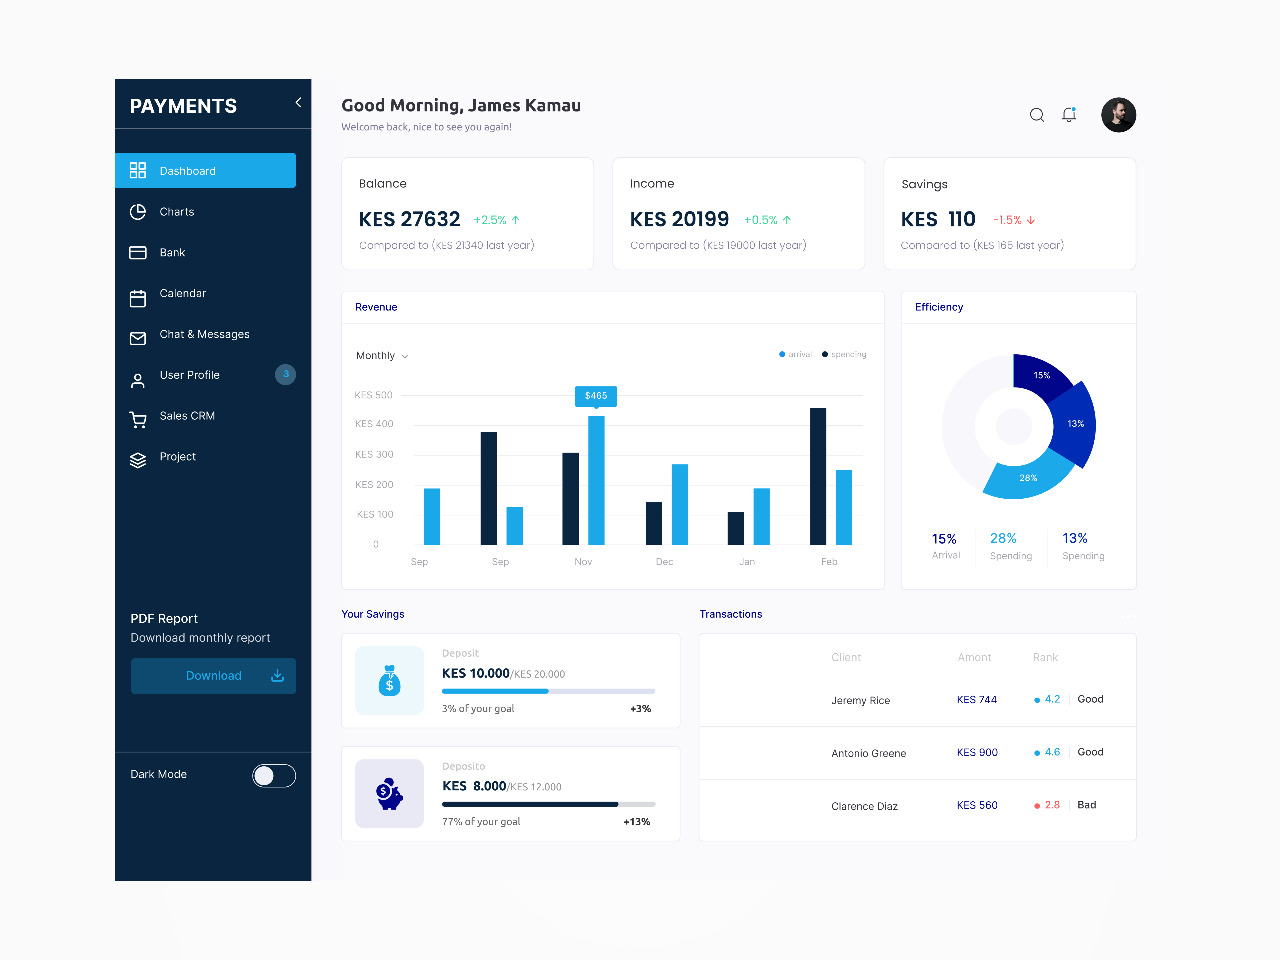 PAYMENTS
Dashboard
Charts
Bank
Calendar
Chat & Messages
User Profile
3
Sales CRM
Project
PDF Report
Download monthly report
Download
Dark Mode
Good Morning, James Kamau
Welcome back, nice to see you again!
Balance
KES 27632 +2.5%
Compared to (KES 21340 last year)
Income
KES 20199 +0.5%
Compared to (KES 19000 last year)
Savings
KES 110 -1.5%
Compared to (KES 165 last year)
Revenue
Monthly
arrival spending
KES 500
KES 400
KES 300
KES 200
KES 100
0
$465
Sep Sep Nov Dec Jan Feb
Efficiency
15%
13%
28%
15% 28% 13%
Arrival Spending Spending
Your Savings
Deposit
KES 10.000/KES 20.000
3% of your goal +3%
Deposito
KES 8.000/KES 12.000
77% of your goal +13%
Transactions
Client Amont Rank
Jeremy Rice KES 744 4.2 Good
Antonio Greene KES 900 4.6 Good
Clarence Diaz KES 560 2.8 Bad